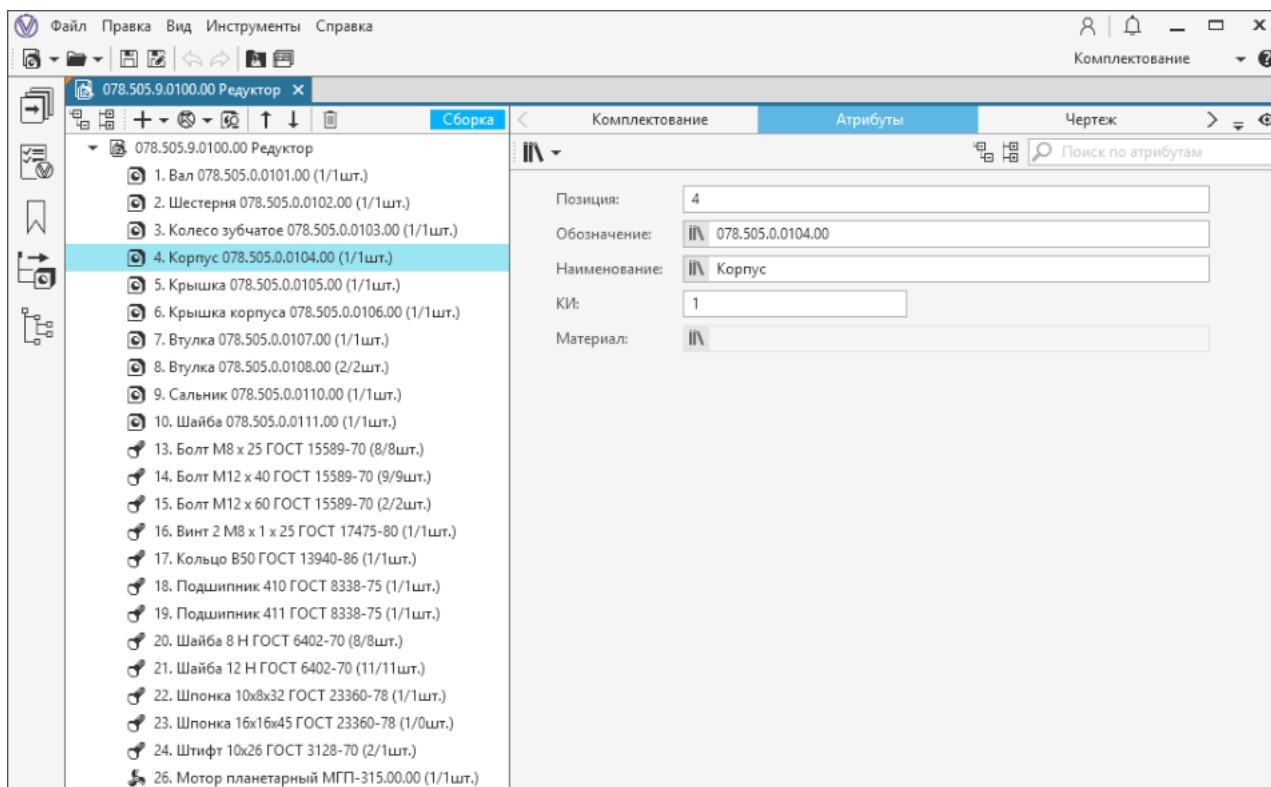 Файл Правка Вид Инструменты Справка
Комплектование
078.505.9.0100.00 Редуктор
Сборка
Комплектование Атрибуты Чертеж
078.505.9.0100.00 Редуктор
Поиск по атрибутам
1. Вал 078.505.0.0101.00 (1/1шт.)
2. Шестерня 078.505.0.0102.00 (1/1шт.)
3. Колесо зубчатое 078.505.0.0103.00 (1/1шт.)
4. Корпус 078.505.0.0104.00 (1/1шт.)
5. Крышка 078.505.0.0105.00 (1/1шт.)
6. Крышка корпуса 078.505.0.0106.00 (1/1шт.)
7. Втулка 078.505.0.0107.00 (1/1шт.)
8. Втулка 078.505.0.0108.00 (2/2шт.)
9. Сальник 078.505.0.0110.00 (1/1шт.)
10. Шайба 078.505.0.0111.00 (1/1шт.)
13. Болт М8 х 25 ГОСТ 15589-70 (8/8шт.)
14. Болт М12 х 40 ГОСТ 15589-70 (9/9шт.)
15. Болт М12 х 60 ГОСТ 15589-70 (2/2шт.)
16. Винт 2 М8 х 1 х 25 ГОСТ 17475-80 (1/1шт.)
17. Кольцо В50 ГОСТ 13940-86 (1/1шт.)
18. Подшипник 410 ГОСТ 8338-75 (1/1шт.)
19. Подшипник 411 ГОСТ 8338-75 (1/1шт.)
20. Шайба 8 Н ГОСТ 6402-70 (8/8шт.)
21. Шайба 12 Н ГОСТ 6402-70 (11/11шт.)
22. Шпонка 10х8х32 ГОСТ 23360-78 (1/1шт.)
23. Шпонка 16х16х45 ГОСТ 23360-78 (1/0шт.)
24. Штифт 10х26 ГОСТ 3128-70 (2/1шт.)
26. Мотор планетарный МГП-315.00.00 (1/1шт.)
Позиция: 4
Обозначение: 078.505.0.0104.00
Наименование: Корпус
КИ: 1
Материал: